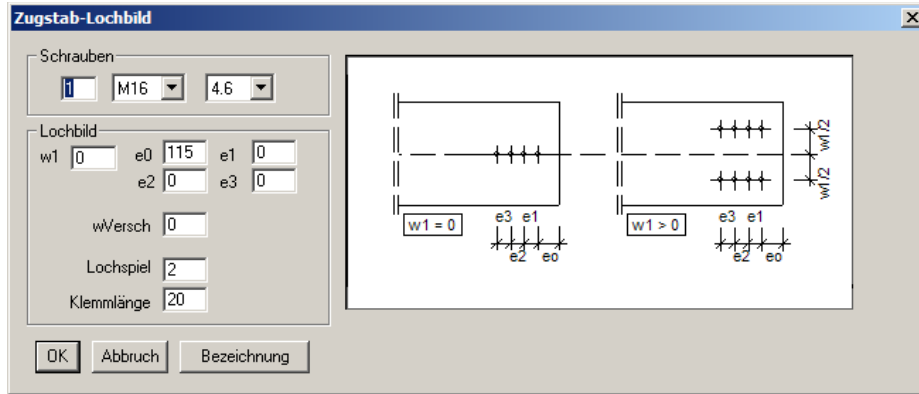 Zugstab-Lochbild
Schrauben
1 M16 4.6
Lochbild
w1 0 e0 115 e1 0
e2 0 e3 0
wVersch 0
Lochspiel 2
Klemmlänge 20
OK Abbruch Bezeichnung
w1 = 0
e3 e1
e2 eo
w1 > 0
e3 e1
e2 eo
w1/2
w1/2